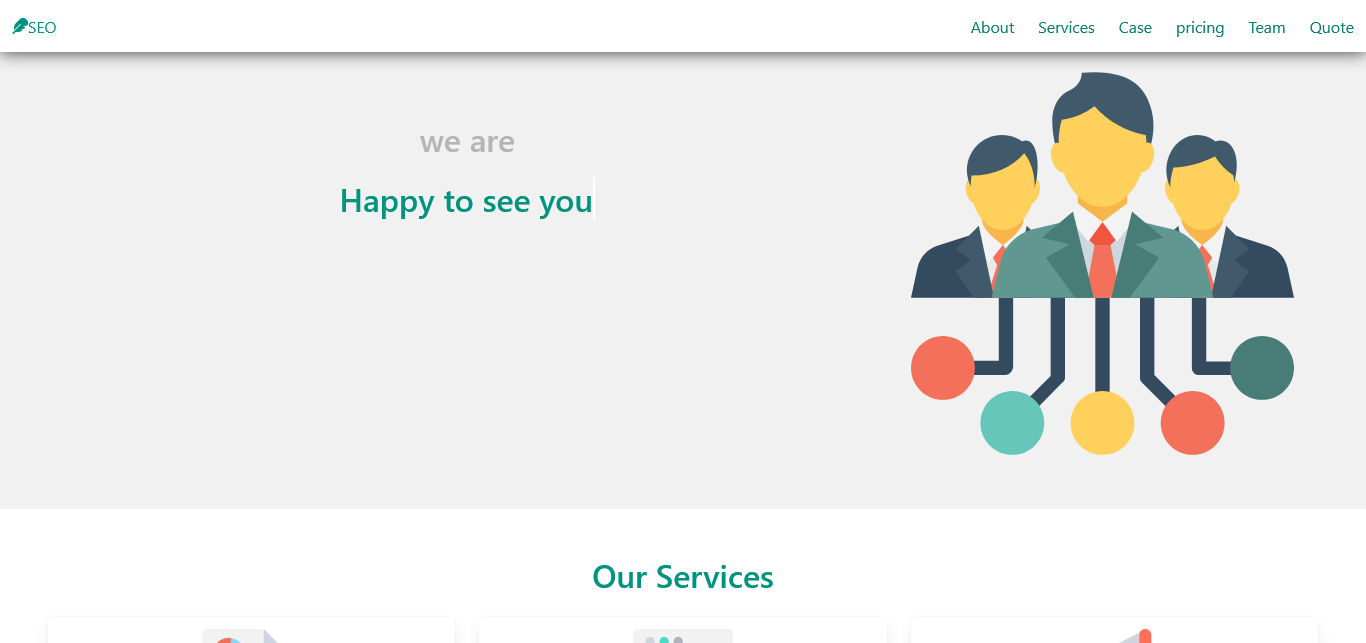 SEO
About Services Case pricing Team Quote
we are
Happy to see you
Our Services